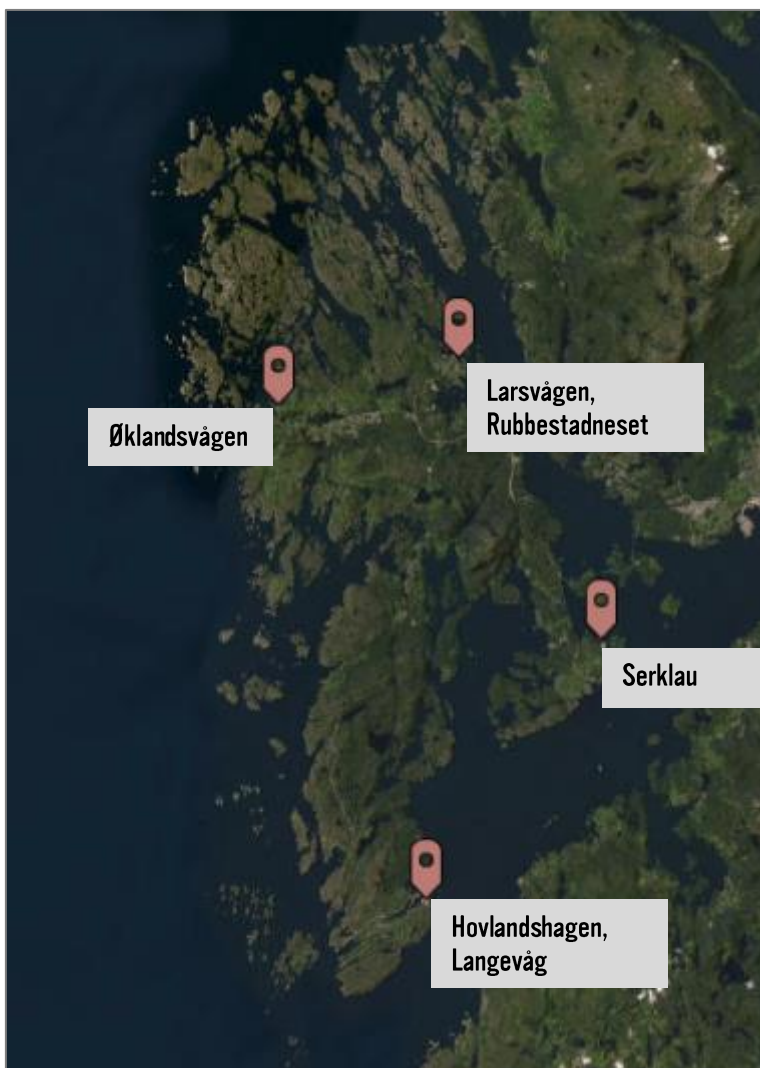 Larsvågen,
Rubbestadneset
Øklandsvågen
Serklau
Hovlandshagen,
Langevåg